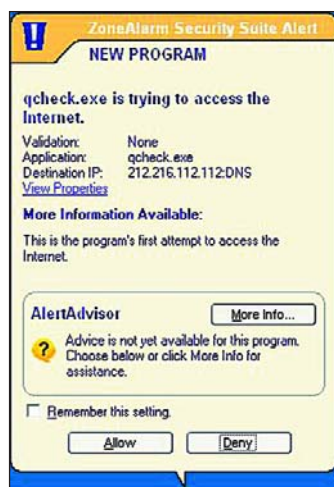 ZoneAlarm Security Suite Alert
NEW PROGRAM
qcheck.exe is trying to access the
Internet.
Validation: None
Application: qcheck.exe
Destination IP: 212.216.112.112:DNS
View Properties
More Information Available:
This is the program's first attempt to access the
Internet.
AlertAdvisor More Info...
Advice is not yet available for this program.
Choose below or click More Info for
assistance.
Remember this setting.
Allow Deny